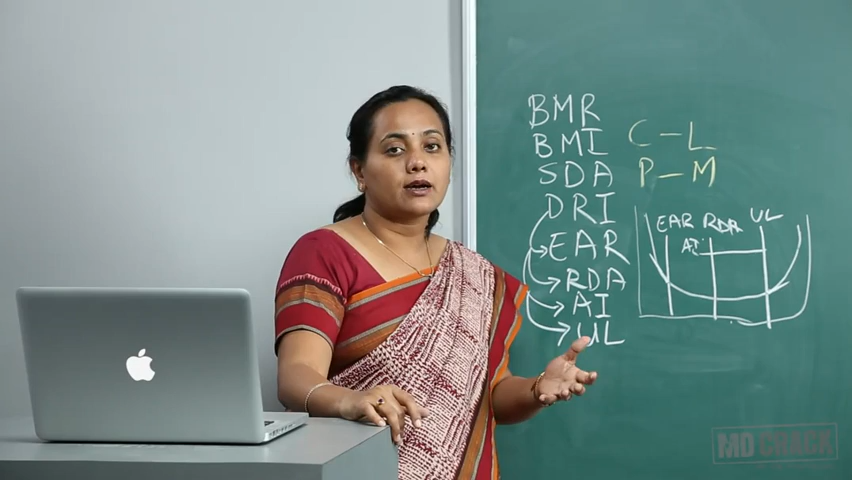 BMR
BMI
SDA
DRI
EAR
RDA
AI
UL
C – L
P – M
EAR RDA UL
AI
MD CRACK